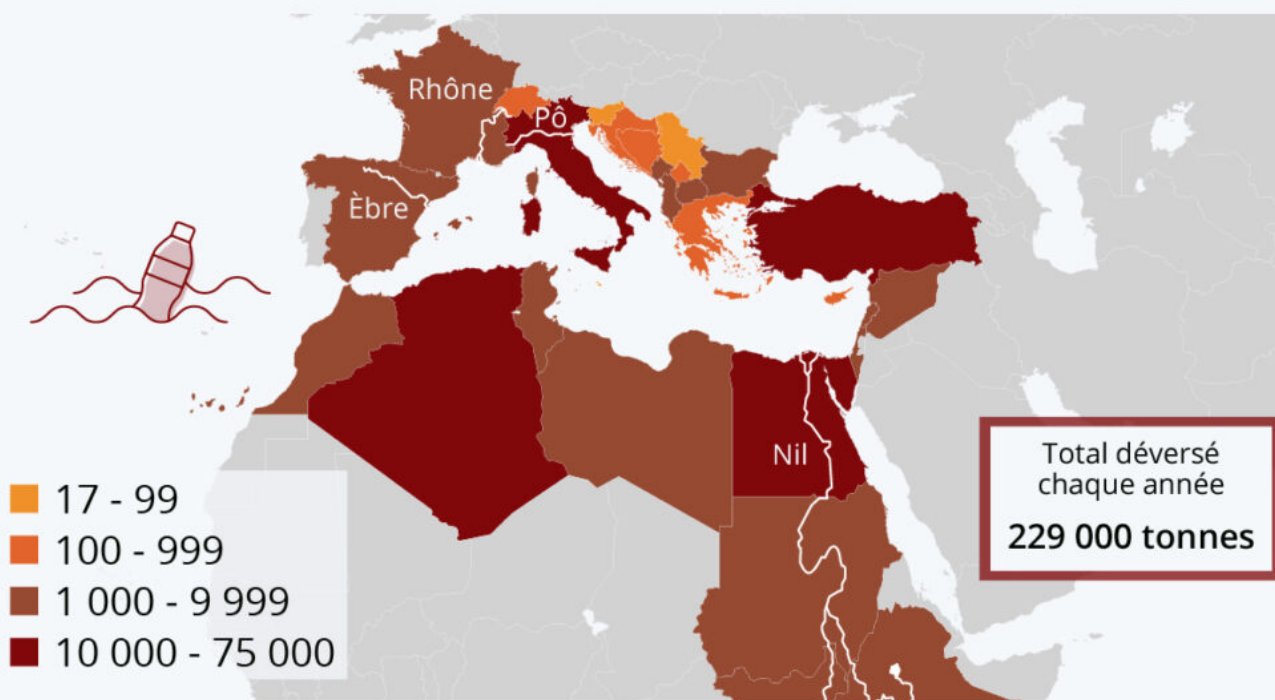 Rhône
Pô
Èbre
Nil
17 - 99
100 - 999
1 000 - 9 999
10 000 - 75 000
Total déversé
chaque année
229 000 tonnes